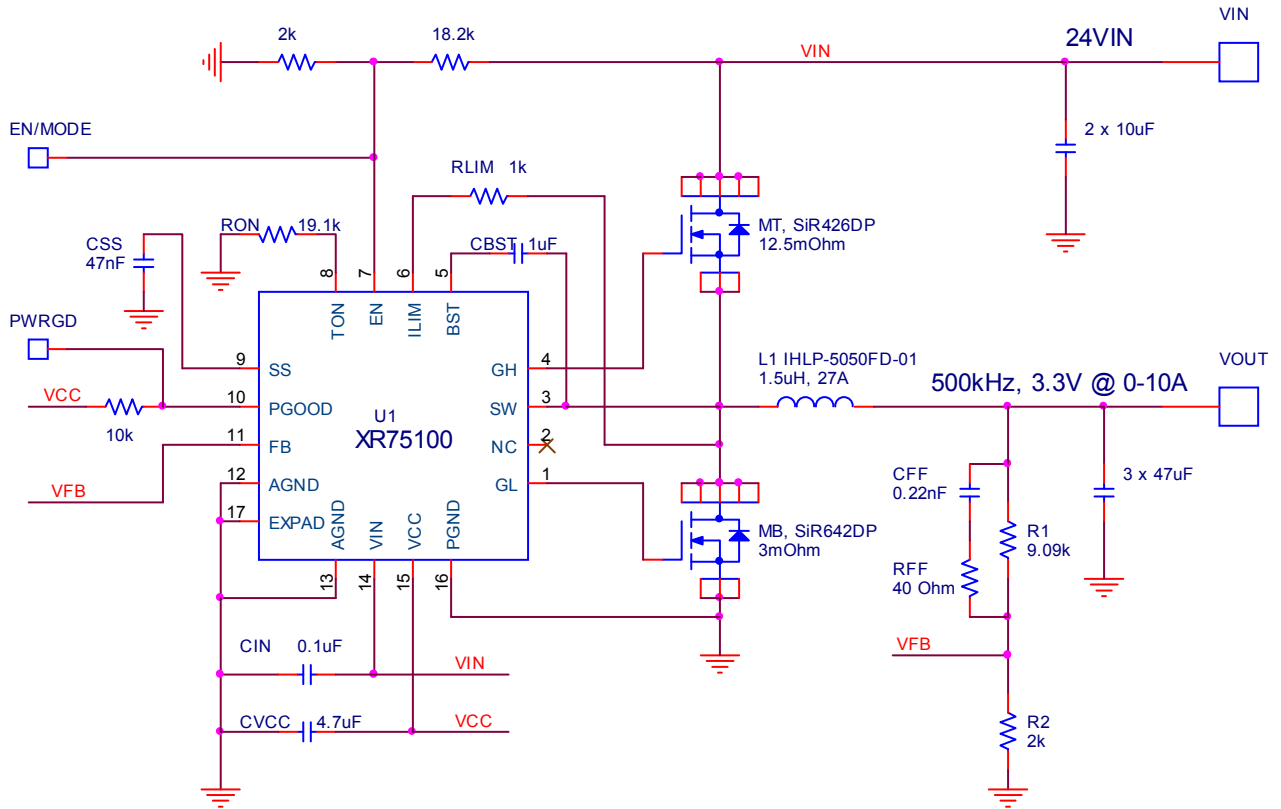 VIN
2k
18.2k
VIN
24VIN
EN/MODE
2 x 10uF
RLIM 1k
RON 19.1k
CSS
47nF
CBST 1uF
MT, SiR426DP
12.5mOhm
8
7
6
5
TON
EN
ILIM
BST
PWRGD
9
SS
GH
4
L1 IHLP-5050FD-01
1.5uH, 27A
VOUT
500kHz, 3.3V @ 0-10A
VCC
10k
10
PGOOD
U1
XR75100
SW
3
11
FB
NC
2
VFB
12
AGND
GL
1
17
EXPAD
AGND
VIN
VCC
PGND
13
14
15
16
MB, SiR642DP
3mOhm
CFF
0.22nF
3 x 47uF
R1
9.09k
RFF
40 Ohm
CIN 0.1uF
VIN
VFB
CVCC 4.7uF
VCC
R2
2k